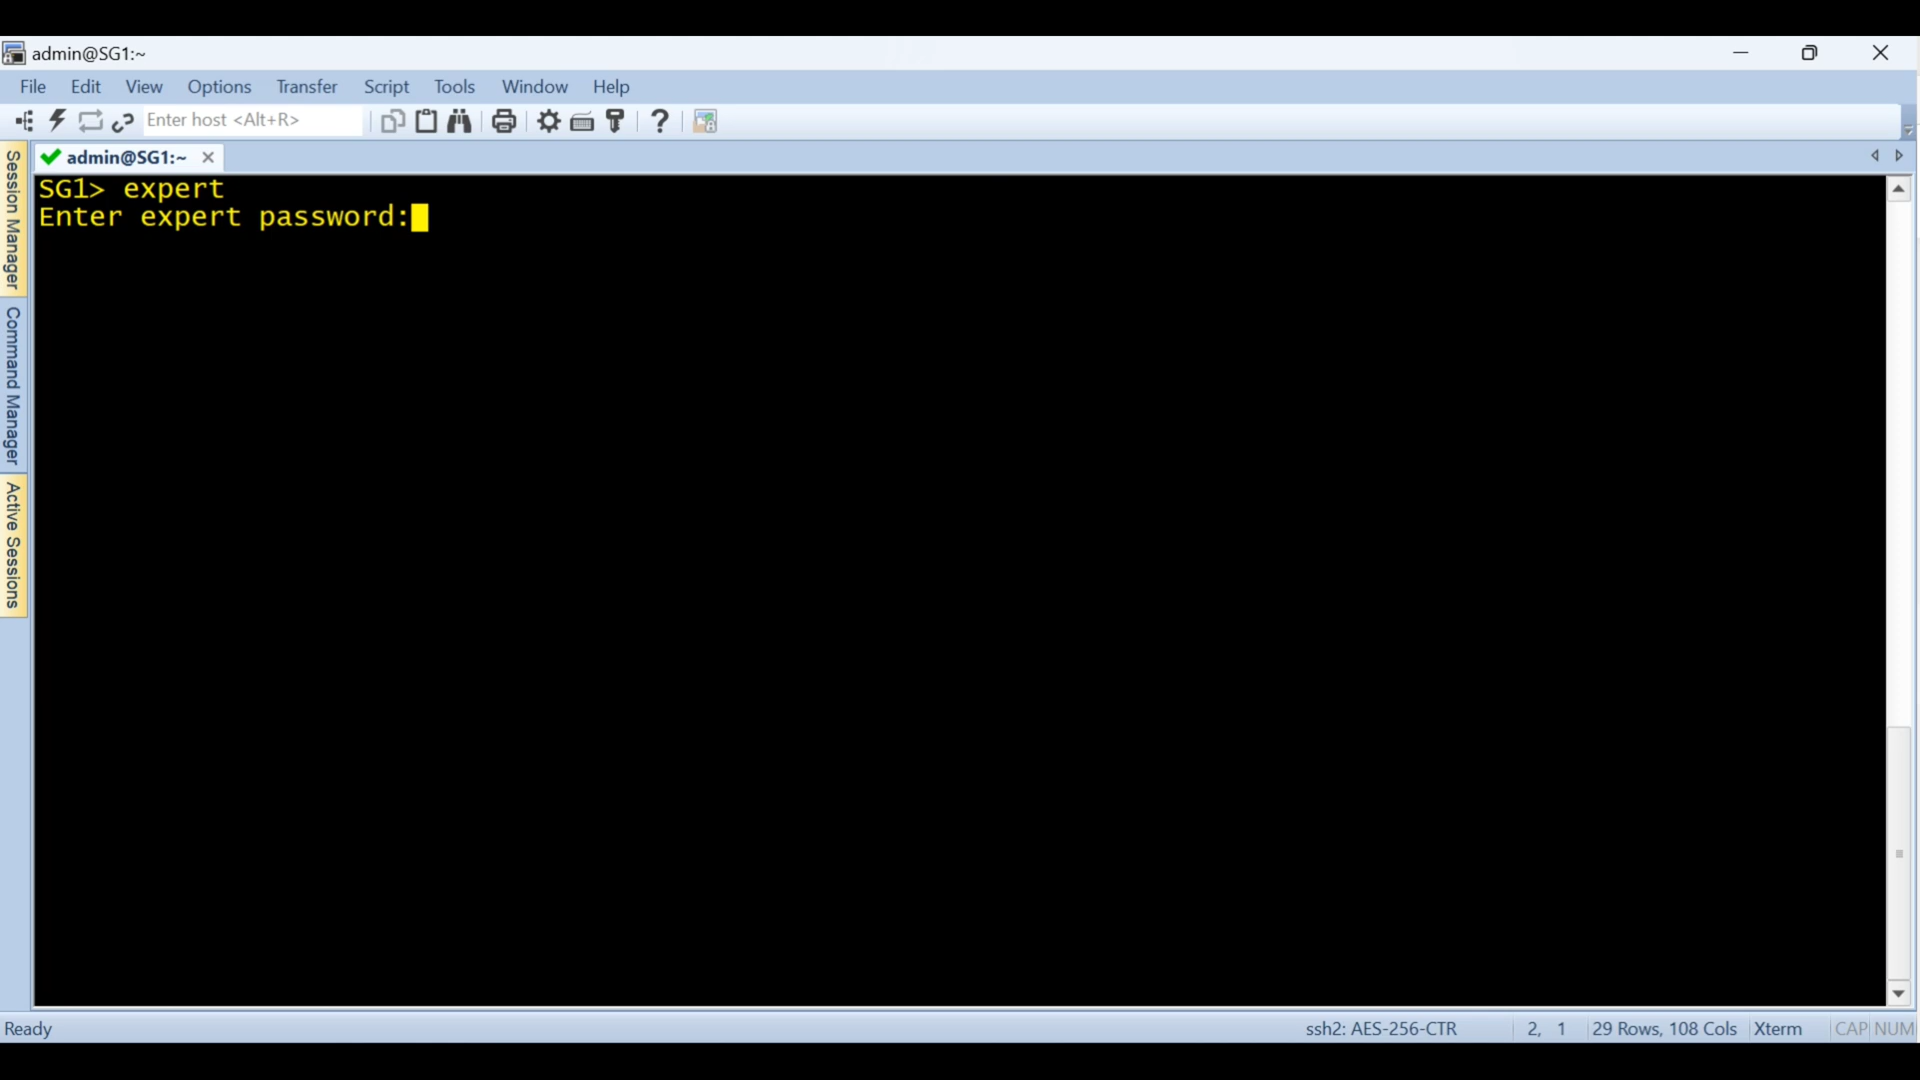 admin@SG1:~
File Edit View Options Transfer Script Tools Window Help
Enter host <Alt+R>
Session Manager
Command Manager
Active Sessions
admin@SG1:~
SG1> expert
Enter expert password:
Ready
ssh2: AES-256-CTR 2, 1 29 Rows, 108 Cols Xterm CAP NUM